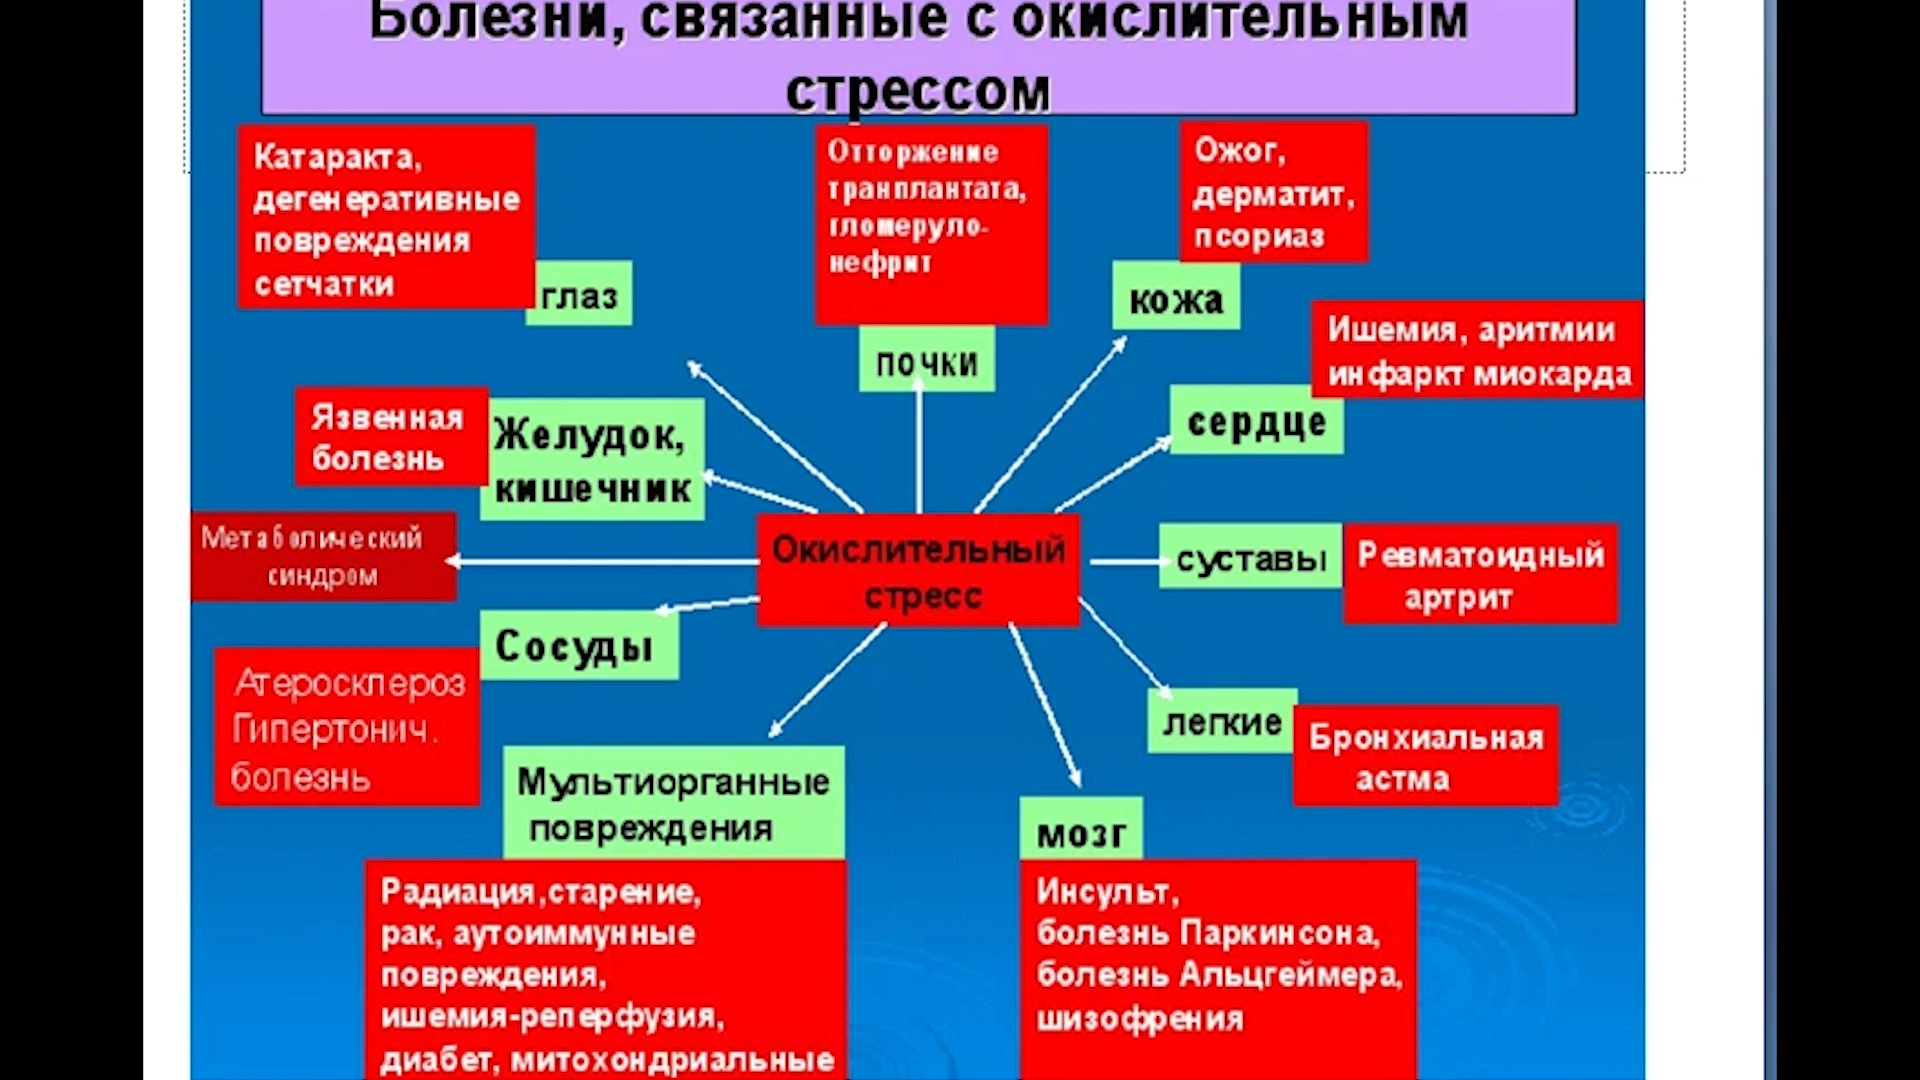 Болезни, связанные с окислительным
стрессом
Катаракта,
дегенеративные
повреждения
сетчатки
глаз
Отторжение
транплантата,
гломеруло-
нефрит
почки
Ожог,
дерматит,
псориаз
кожа
Ишемия, аритмии
инфаркт миокарда
сердце
Язвенная
болезнь
Желудок,
кишечник
Метаболический
синдром
Окислительный
стресс
суставы
Ревматоидный
артрит
Сосуды
Атеросклероз
Гипертонич.
болезнь
легкие
Бронхиальная
астма
Мультиорганные
повреждения
Радиация,старение,
рак, аутоиммунные
повреждения,
ишемия-реперфузия,
диабет, митохондриальные
мозг
Инсульт,
болезнь Паркинсона,
болезнь Альцгеймера,
шизофрения